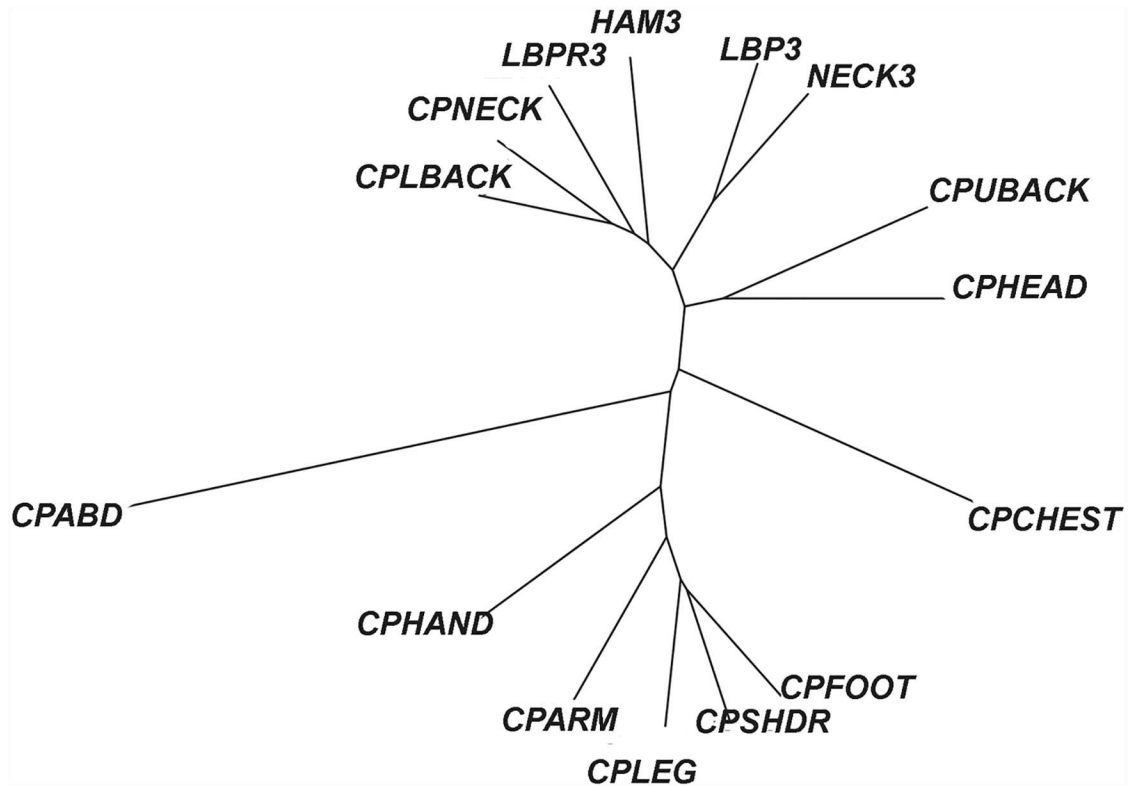 HAM3
LBPR3
LBP3
NECK3
CPNECK
CPLBACK
CPUBACK
CPHEAD
CPABD
CPCHEST
CPHAND
CPFOOT
CPARM
CPSHDR
CPLEG